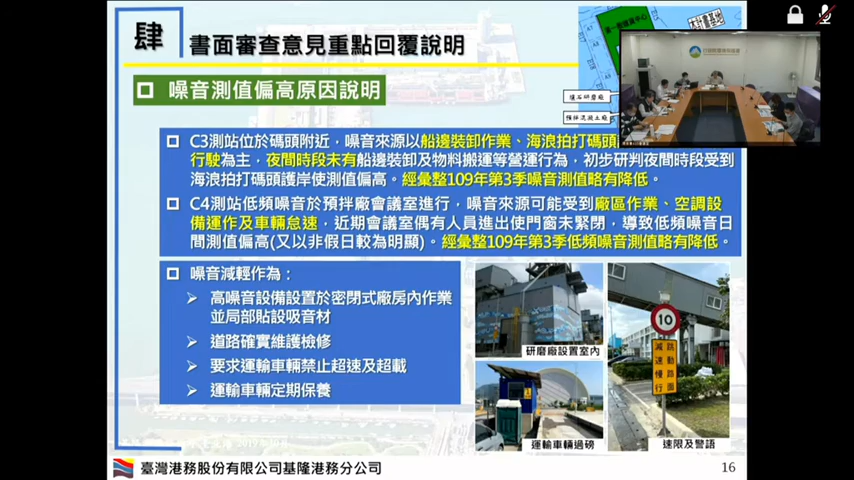 肆
書面審查意見重點回覆說明
噪音測值偏高原因說明
C3測站位於碼頭附近，噪音來源以船邊裝卸作業、海浪拍打碼頭
行駛為主，夜間時段未有船邊裝卸及物料搬運等營運行為，初步研判夜間時段受到
海浪拍打碼頭護岸使測值偏高。經彙整109年第3季噪音測值略有降低。
C4測站低頻噪音於預拌廠會議室進行，噪音來源可能受到廠區作業、空調設
備運作及車輛怠速，近期會議室偶有人員進出使門窗未緊閉，導致低頻噪音日
間測值偏高(又以非假日較為明顯)。經彙整109年第3季低頻噪音測值略有降低。
噪音減輕作為：
高噪音設備設置於密閉式廠房內作業
並局部貼設吸音材
道路確實維護檢修
要求運輸車輛禁止超速及超載
運輸車輛定期保養
研磨廠設置室內
運輸車輛過磅
10
減速慢行
跳動路面
速限及警語
臺灣港務股份有限公司基隆港務分公司
16